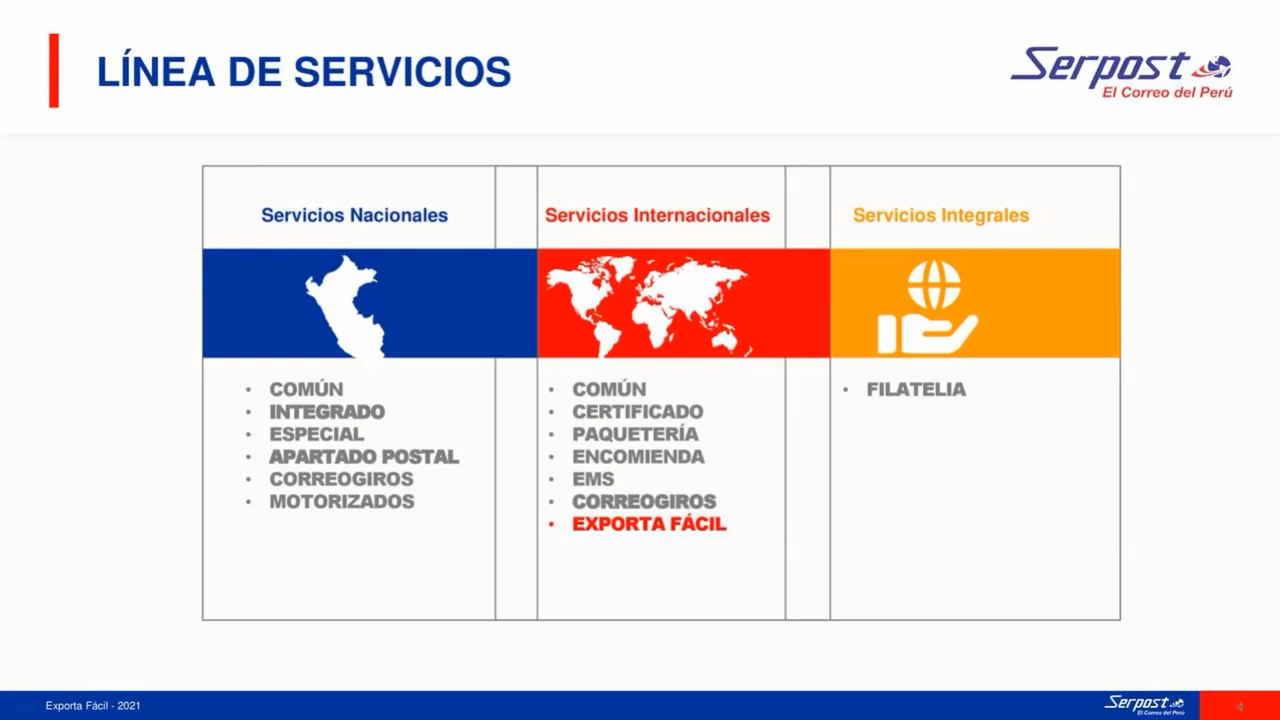 LÍNEA DE SERVICIOS
Serpost
El Correo del Perú
Servicios Nacionales
COMÚN
INTEGRADO
ESPECIAL
APARTADO POSTAL
CORREOGIROS
MOTORIZADOS
Servicios Internacionales
COMÚN
CERTIFICADO
PAQUETERÍA
ENCOMIENDA
EMS
CORREOGIROS
EXPORTA FÁCIL
Servicios Integrales
FILATELIA
Exporta Fácil - 2021
Serpost
El Correo del Perú
4